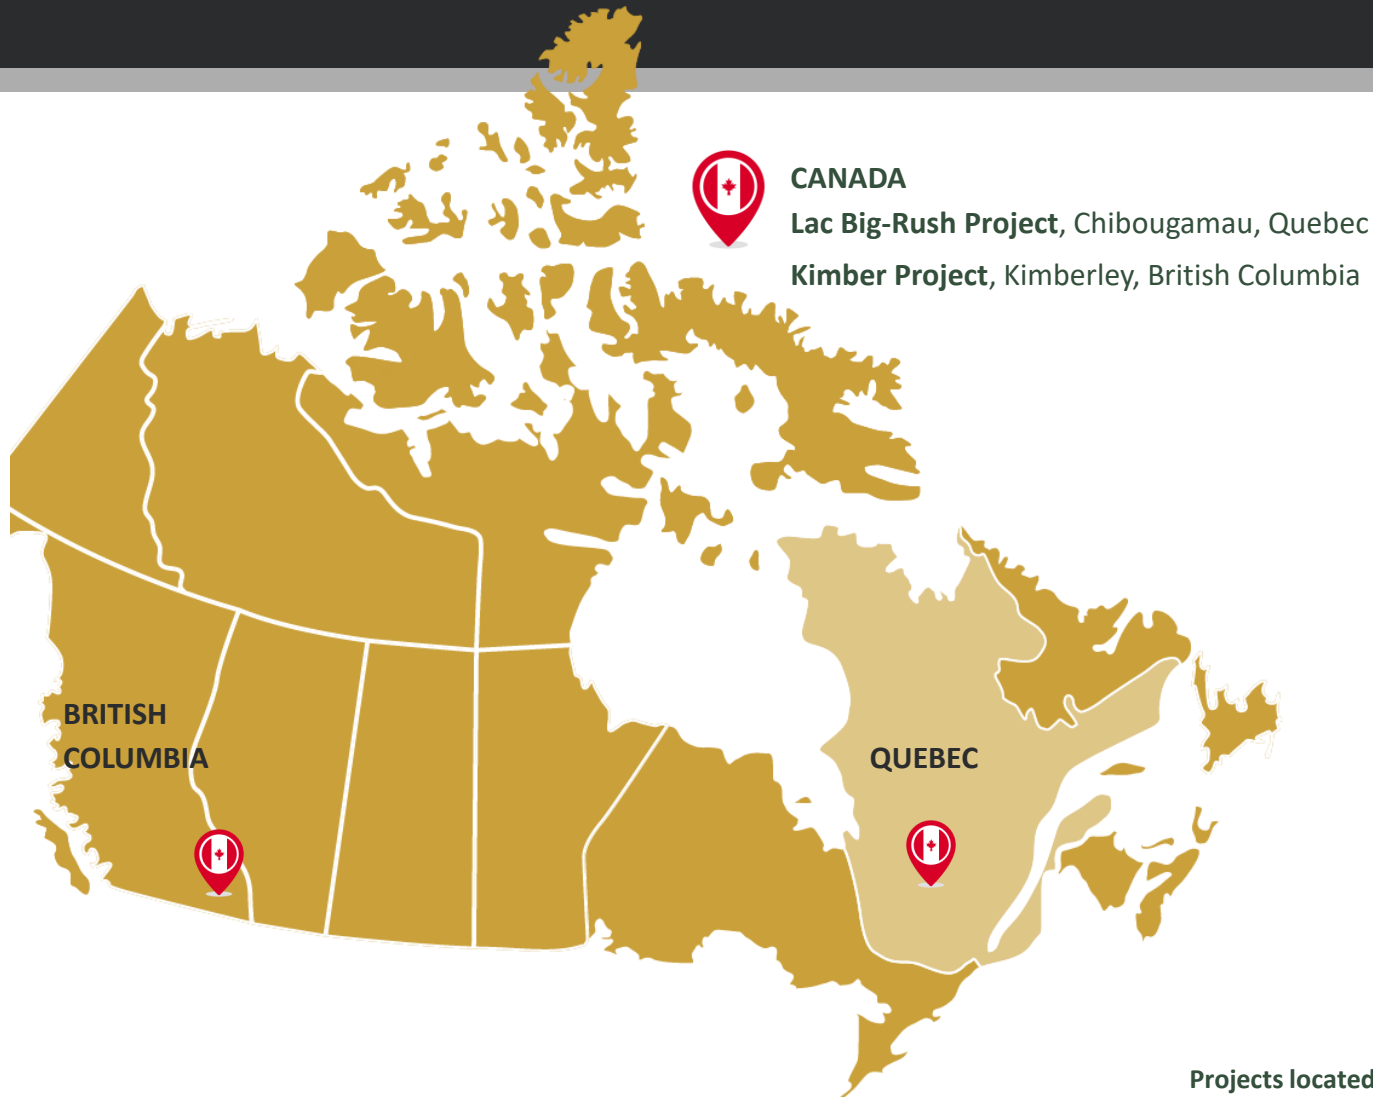 CANADA
Lac Big-Rush Project, Chibougamau, Quebec
Kimber Project, Kimberley, British Columbia
BRITISH
COLUMBIA
QUEBEC
Projects located